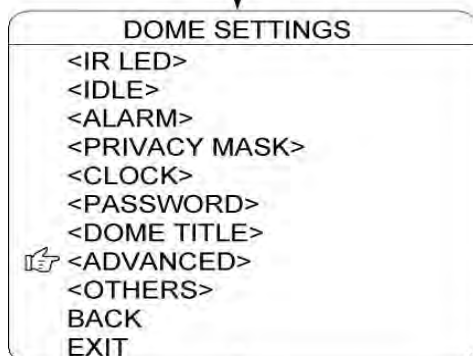 DOME SETTINGS
<IR LED>
<IDLE>
<ALARM>
<PRIVACY MASK>
<CLOCK>
<PASSWORD>
<DOME TITLE>
<ADVANCED>
<OTHERS>
BACK
EXIT